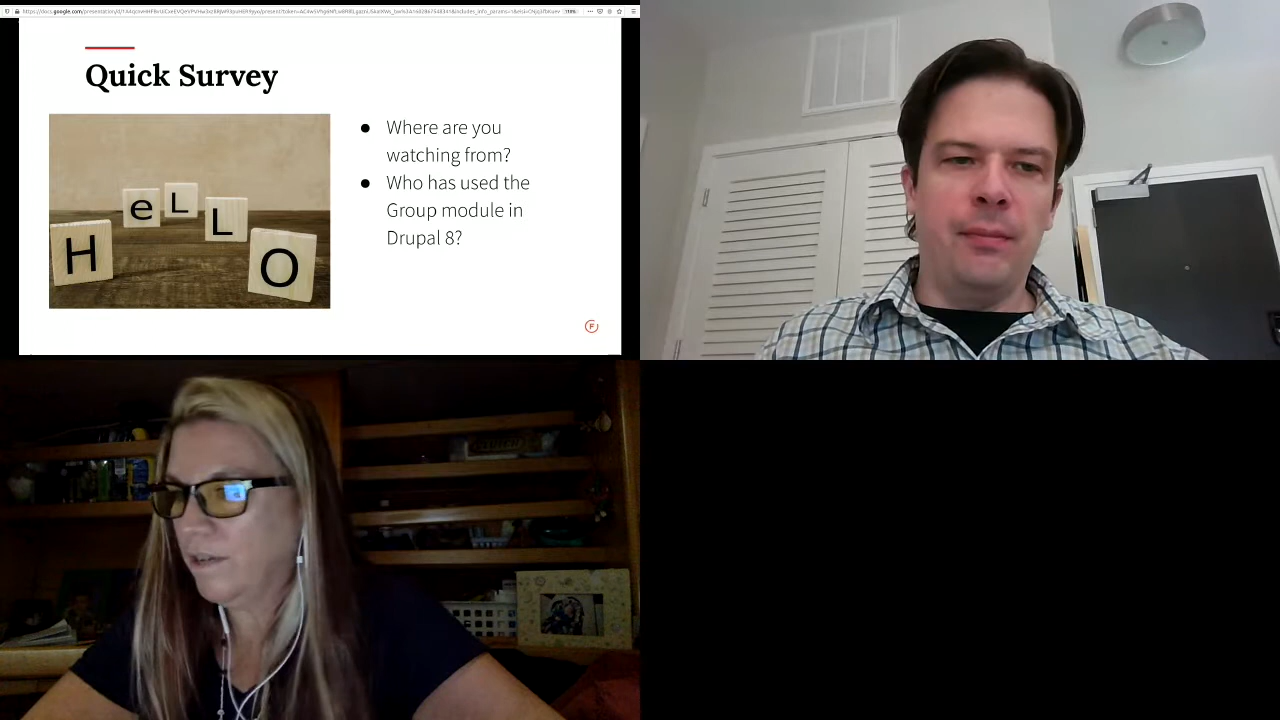 Quick Survey
H e L L O
● Where are you
watching from?
● Who has used the
Group module in
Drupal 8?
F